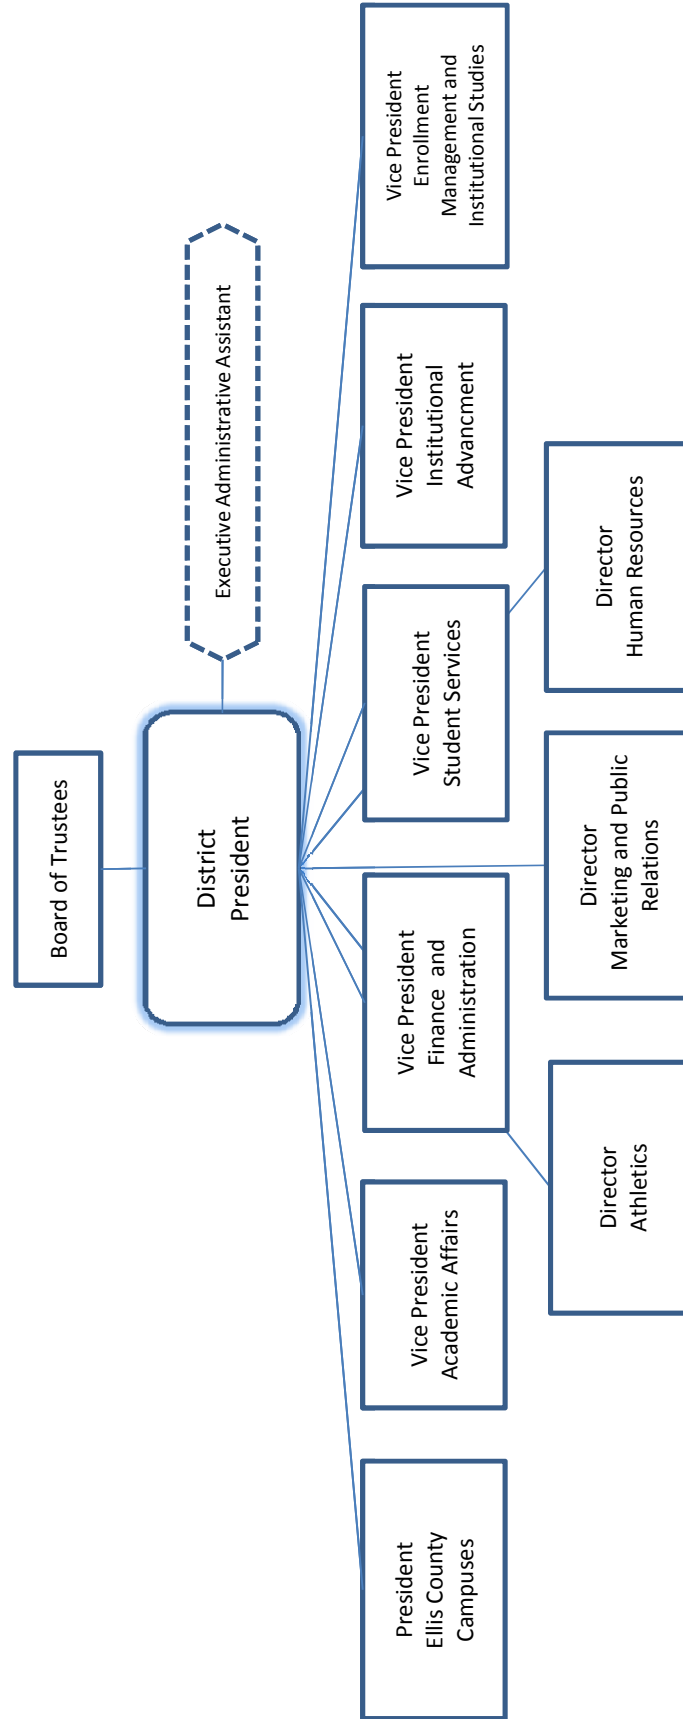 Board of Trustees
District
President
Executive Administrative Assistant
President
Ellis County
Campuses
Vice President
Academic Affairs
Vice President
Finance and
Administration
Vice President
Student Services
Vice President
Institutional
Advancment
Vice President
Enrollment
Management and
Institutional Studies
Director
Athletics
Director
Marketing and Public
Relations
Director
Human Resources